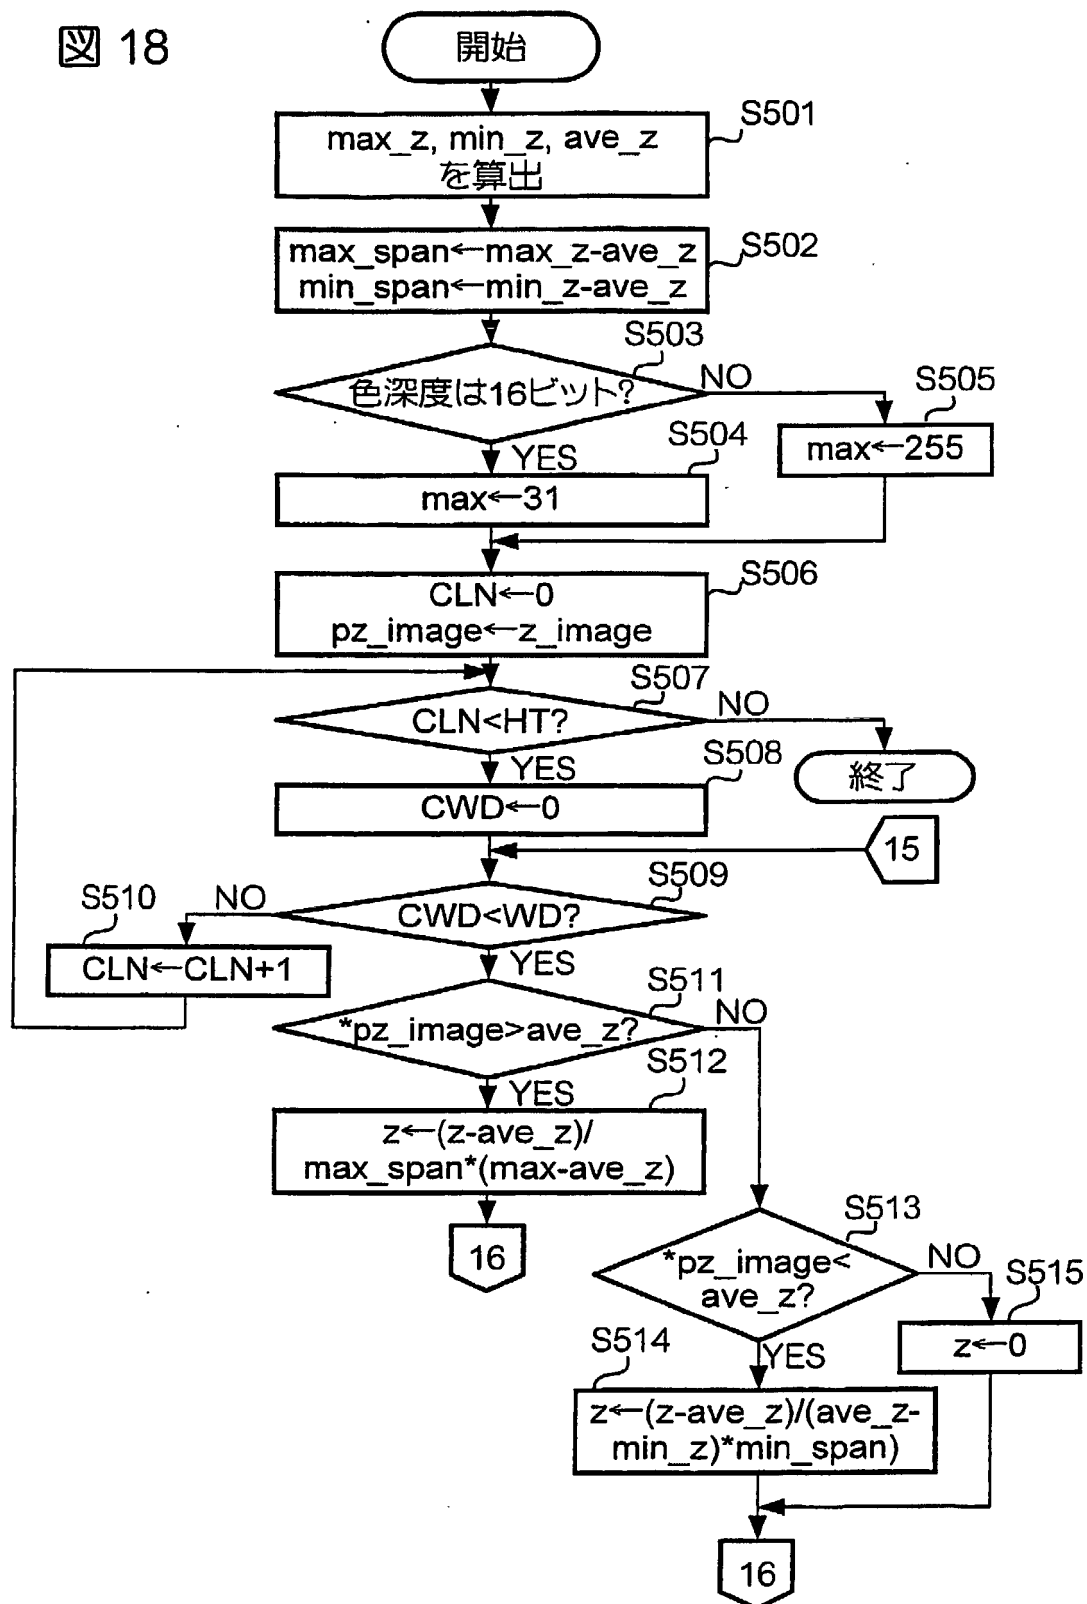 図 18
開始
S501
max_z, min_z, ave_z
を算出
S502
max_span←max_z-ave_z
min_span←min_z-ave_z
S503
色深度は16ビット?
NO
S505
max←255
YES
S504
max←31
S506
CLN←0
pz_image←z_image
S507
CLN<HT?
NO
終了
YES
S508
CWD←0
15
S509
CWD<WD?
NO
S510
CLN←CLN+1
YES
S511
*pz_image>ave_z?
NO
YES
S512
z←(z-ave_z)/
max_span*(max-ave_z)
16
S513
*pz_image<
ave_z?
NO
S515
z←0
YES
S514
z←(z-ave_z)/(ave_z-
min_z)*min_span)
16